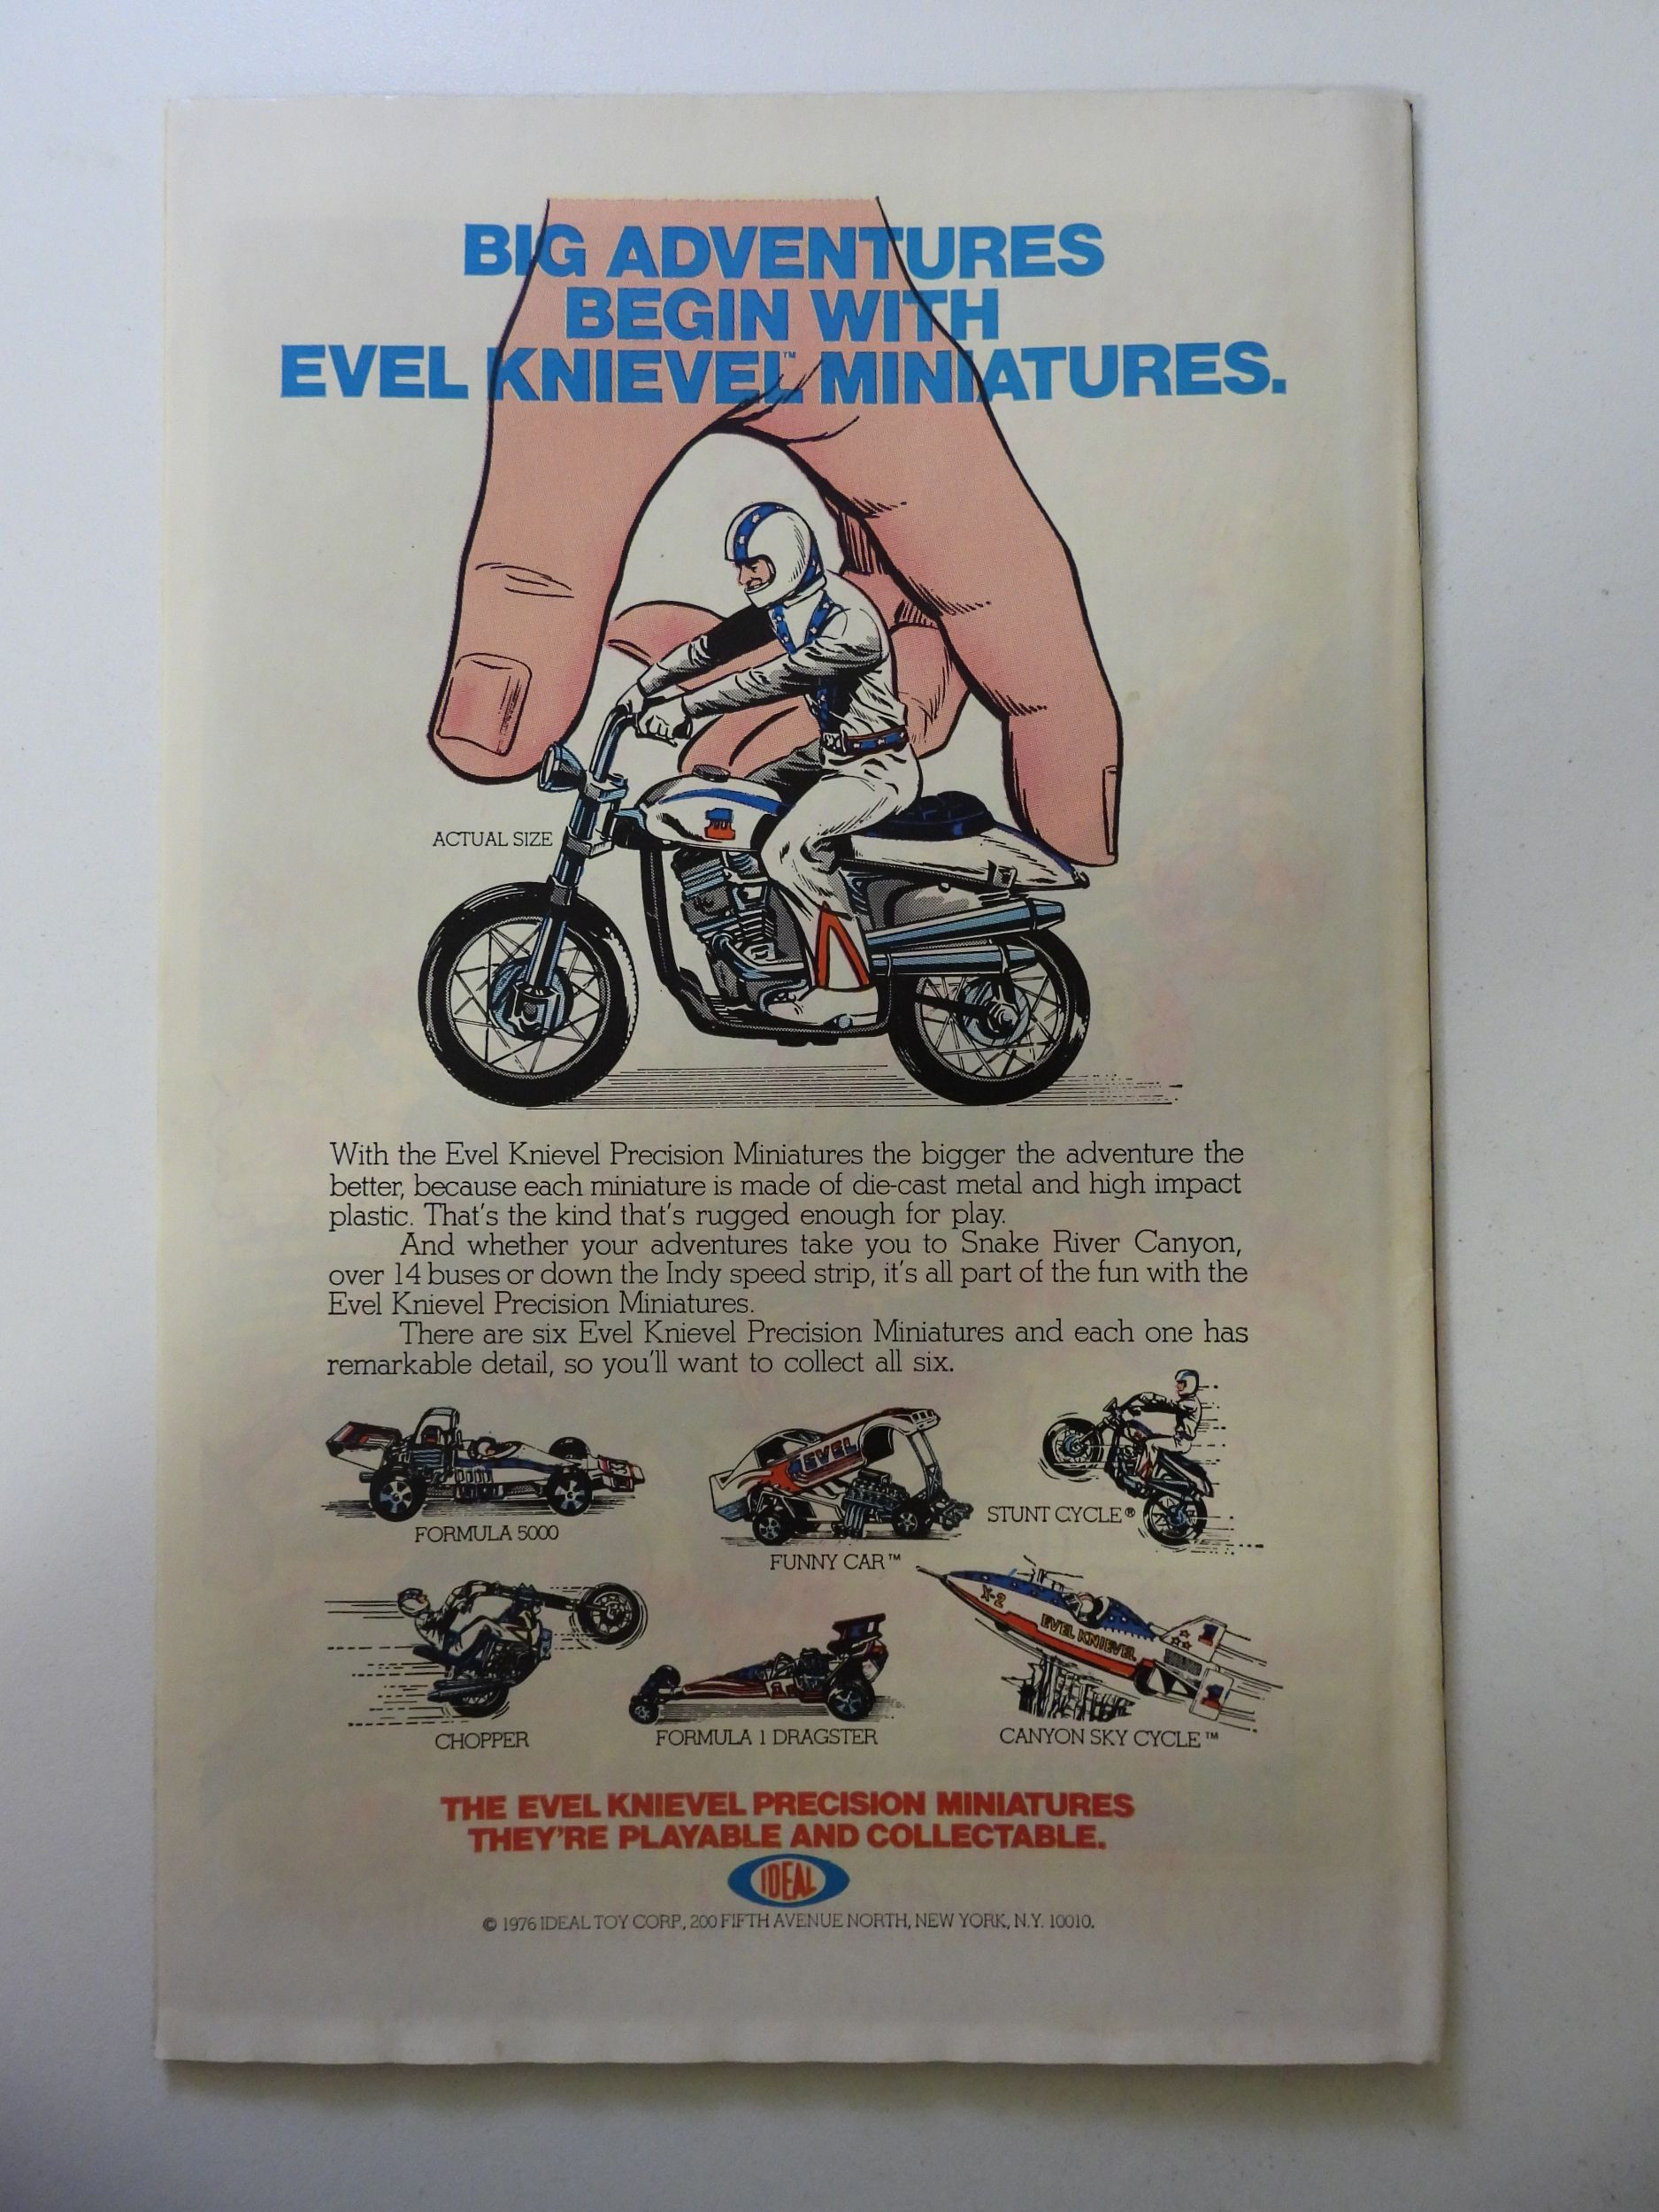 BIG ADVENTURES
BEGIN WITH
EVEL KNIEVEL™ MINIATURES.
ACTUAL SIZE
1
With the Evel Knievel Precision Miniatures the bigger the adventure the
better, because each miniature is made of die-cast metal and high impact
plastic. That's the kind that's rugged enough for play.
And whether your adventures take you to Snake River Canyon,
over 14 buses or down the Indy speed strip, it's all part of the fun with the
Evel Knievel Precision Miniatures.
There are six Evel Knievel Precision Miniatures and each one has
remarkable detail, so you'll want to collect all six.
EVEL
FORMULA 5000
FUNNY CAR™
STUNT CYCLE®
X-2
EVEL KNIEVEL
1
1
CHOPPER
FORMULA 1 DRAGSTER
CANYON SKY CYCLE™
THE EVEL KNIEVEL PRECISION MINIATURES
THEY'RE PLAYABLE AND COLLECTABLE.
IDEAL
© 1976 IDEAL TOY CORP., 200 FIFTH AVENUE NORTH, NEW YORK, N.Y. 10010.